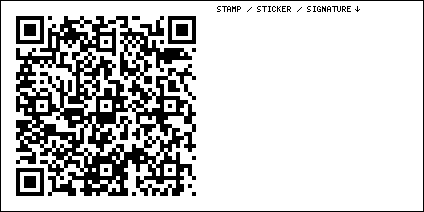 STAMP / STICKER / SIGNATURE ↓